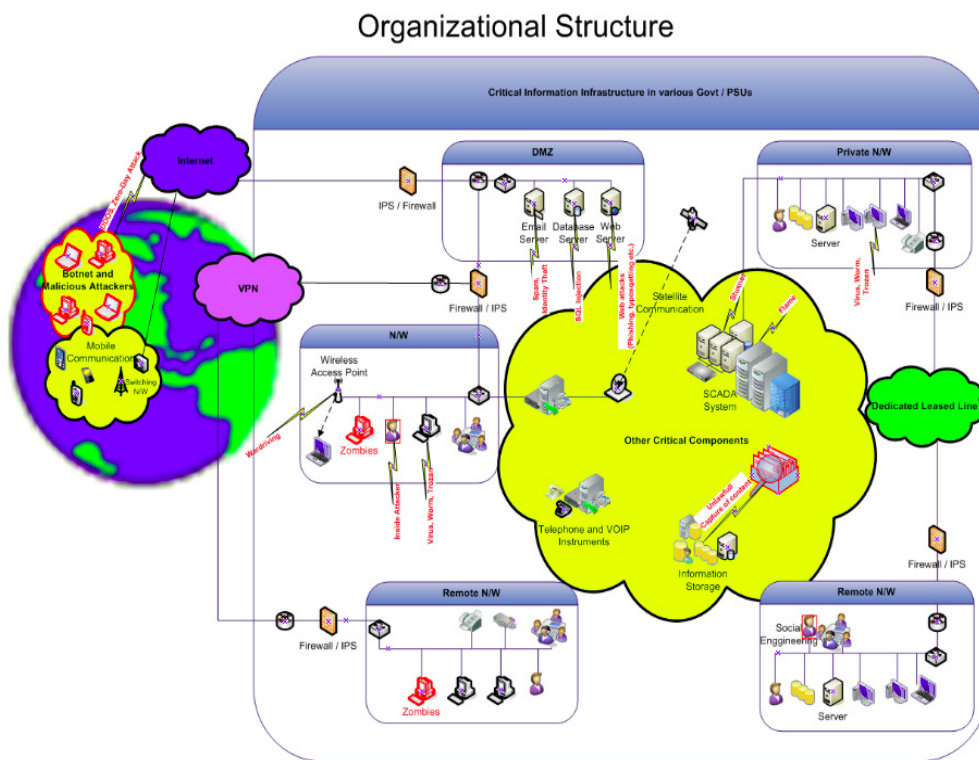 Organizational Structure
Critical Information Infrastructure in various Govt / PSUs
Internet
DDOS, Zero-Day Attack
Botnet and
Malicious Attackers
Mobile
Communication
Switching
N/W
VPN
IPS / Firewall
Firewall / IPS
DMZ
Email
Server
Database
Server
Web
Server
Spam,
Identity Theft
SQL Injection
Web attacks
(Phishing, typosqatting etc.)
Private N/W
Server
Virus, Worm,
Trozan
Firewall / IPS
N/W
Wireless
Access Point
Wardriving
Zombies
Inside Attacker
Virus, Worm, Trozan
Satellite
Communication
Stuxnet
Flame
SCADA
System
Dedicated Leased Line
Other Critical Components
Unlawfull
Capture of content
Telephone and VOIP
Instruments
Information
Storage
Firewall / IPS
Remote N/W
Firewall / IPS
Zombies
Remote N/W
Social
Enggineering
Server